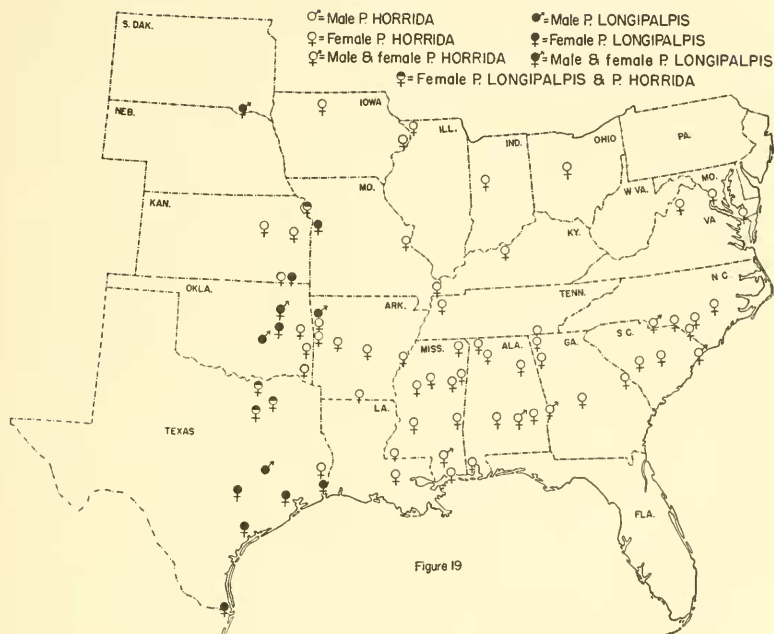 ♂=Male P. HORRIDA
♀=Female P. HORRIDA
⚥=Male & female P. HORRIDA
♂=Male P. LONGIPALPIS
♀=Female P. LONGIPALPIS
⚥=Male & female P. LONGIPALPIS
♀=Female P. LONGIPALPIS & P. HORRIDA
S. DAK.
NEB.
IOWA
ILL.
IND.
OHIO
PA.
KAN.
MO.
W VA.
MO.
VA
KY.
OKLA.
ARK.
TENN.
N C.
MISS.
ALA.
GA.
S C.
TEXAS
LA.
FLA.
Figure 19